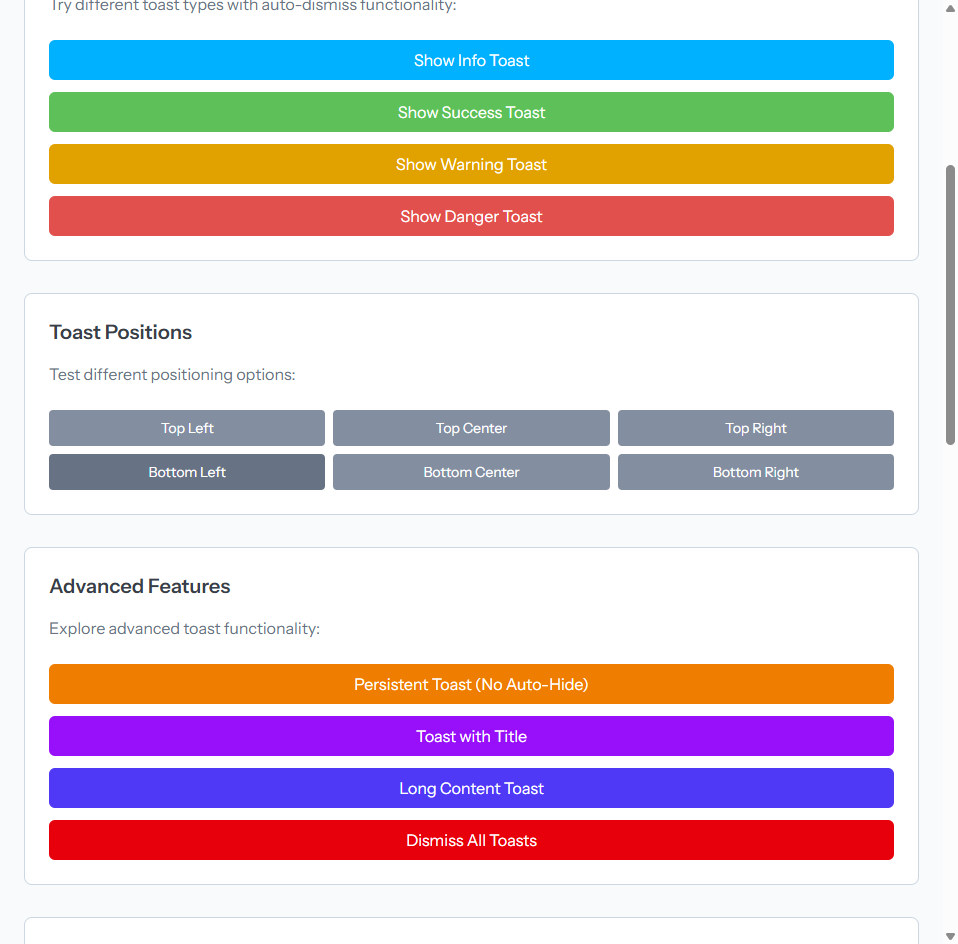 Try different toast types with auto-dismiss functionality:
Show Info Toast
Show Success Toast
Show Warning Toast
Show Danger Toast
Toast Positions
Test different positioning options:
Top Left
Top Center
Top Right
Bottom Left
Bottom Center
Bottom Right
Advanced Features
Explore advanced toast functionality:
Persistent Toast (No Auto-Hide)
Toast with Title
Long Content Toast
Dismiss All Toasts